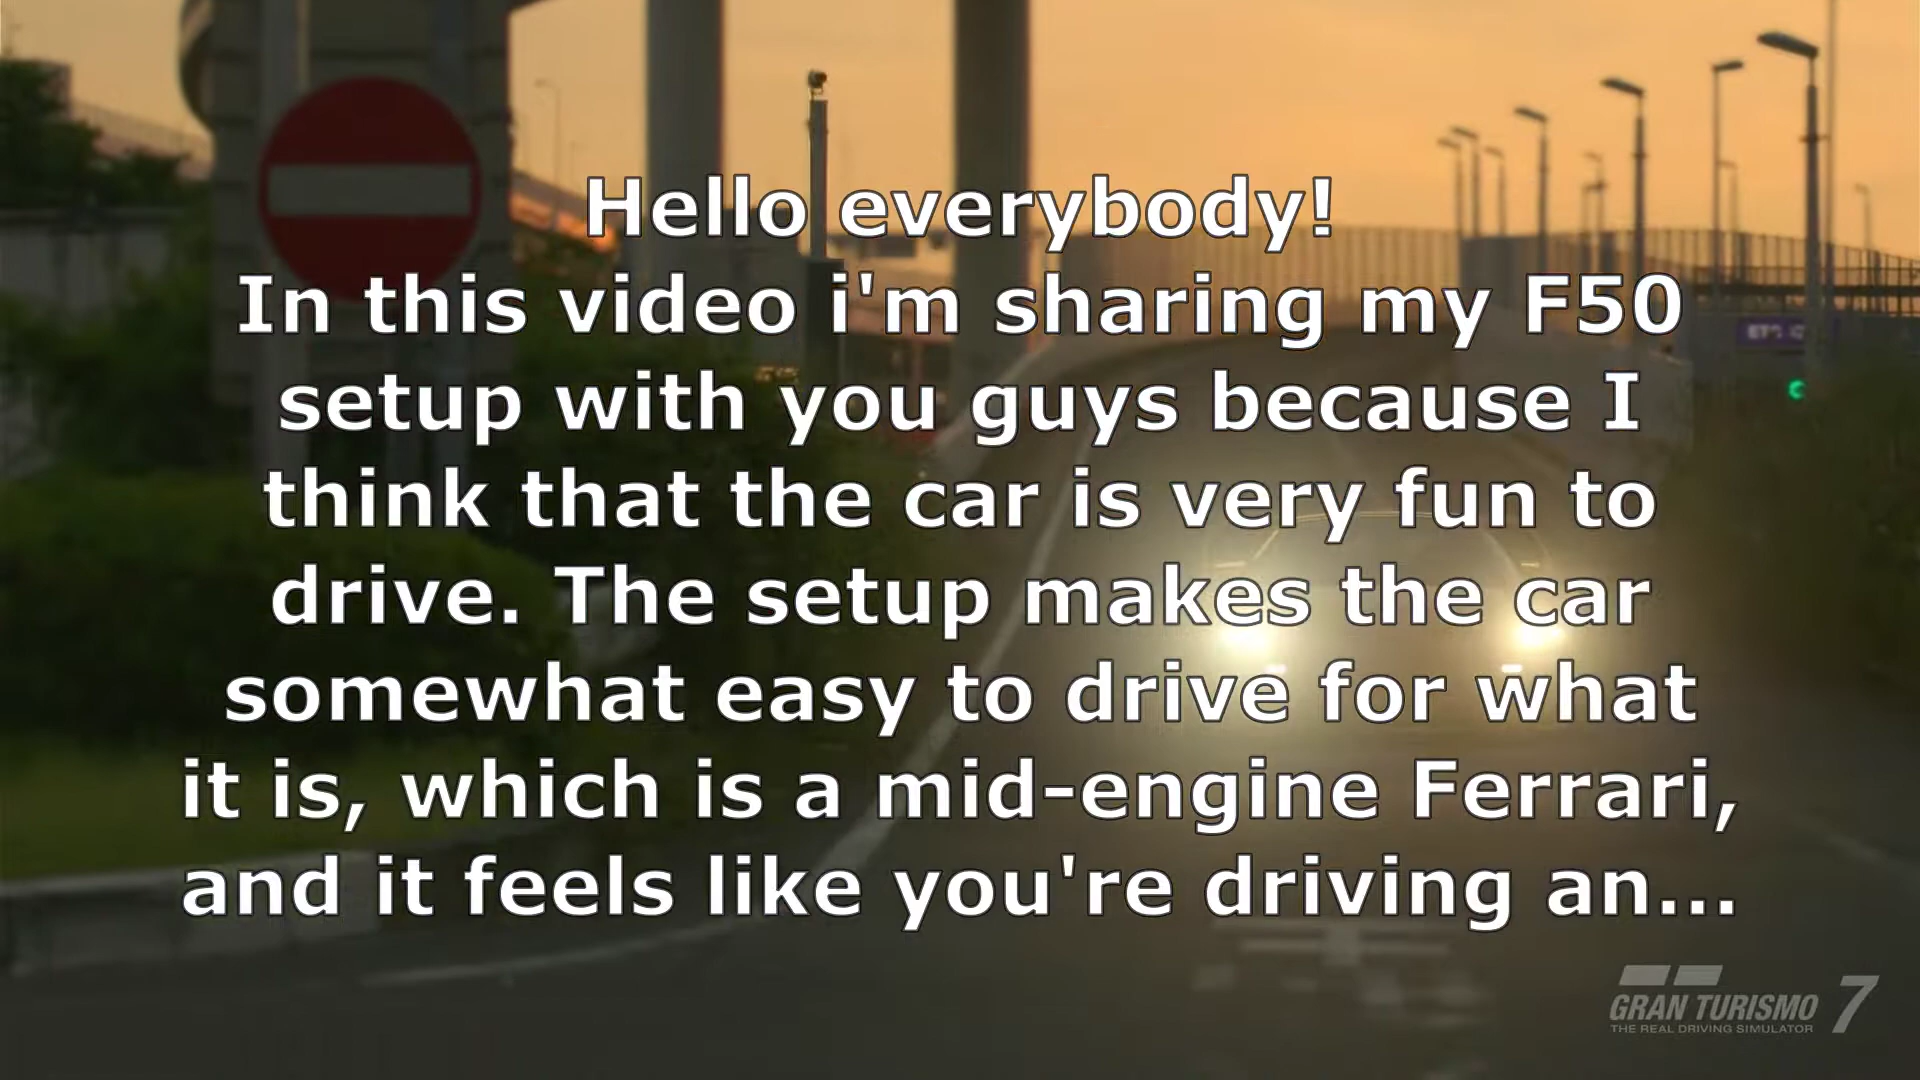 Hello everybody!
In this video i'm sharing my F50
setup with you guys because I
think that the car is very fun to
drive. The setup makes the car
somewhat easy to drive for what
it is, which is a mid-engine Ferrari,
and it feels like you're driving an...
GRAN TURISMO 7
THE REAL DRIVING SIMULATOR